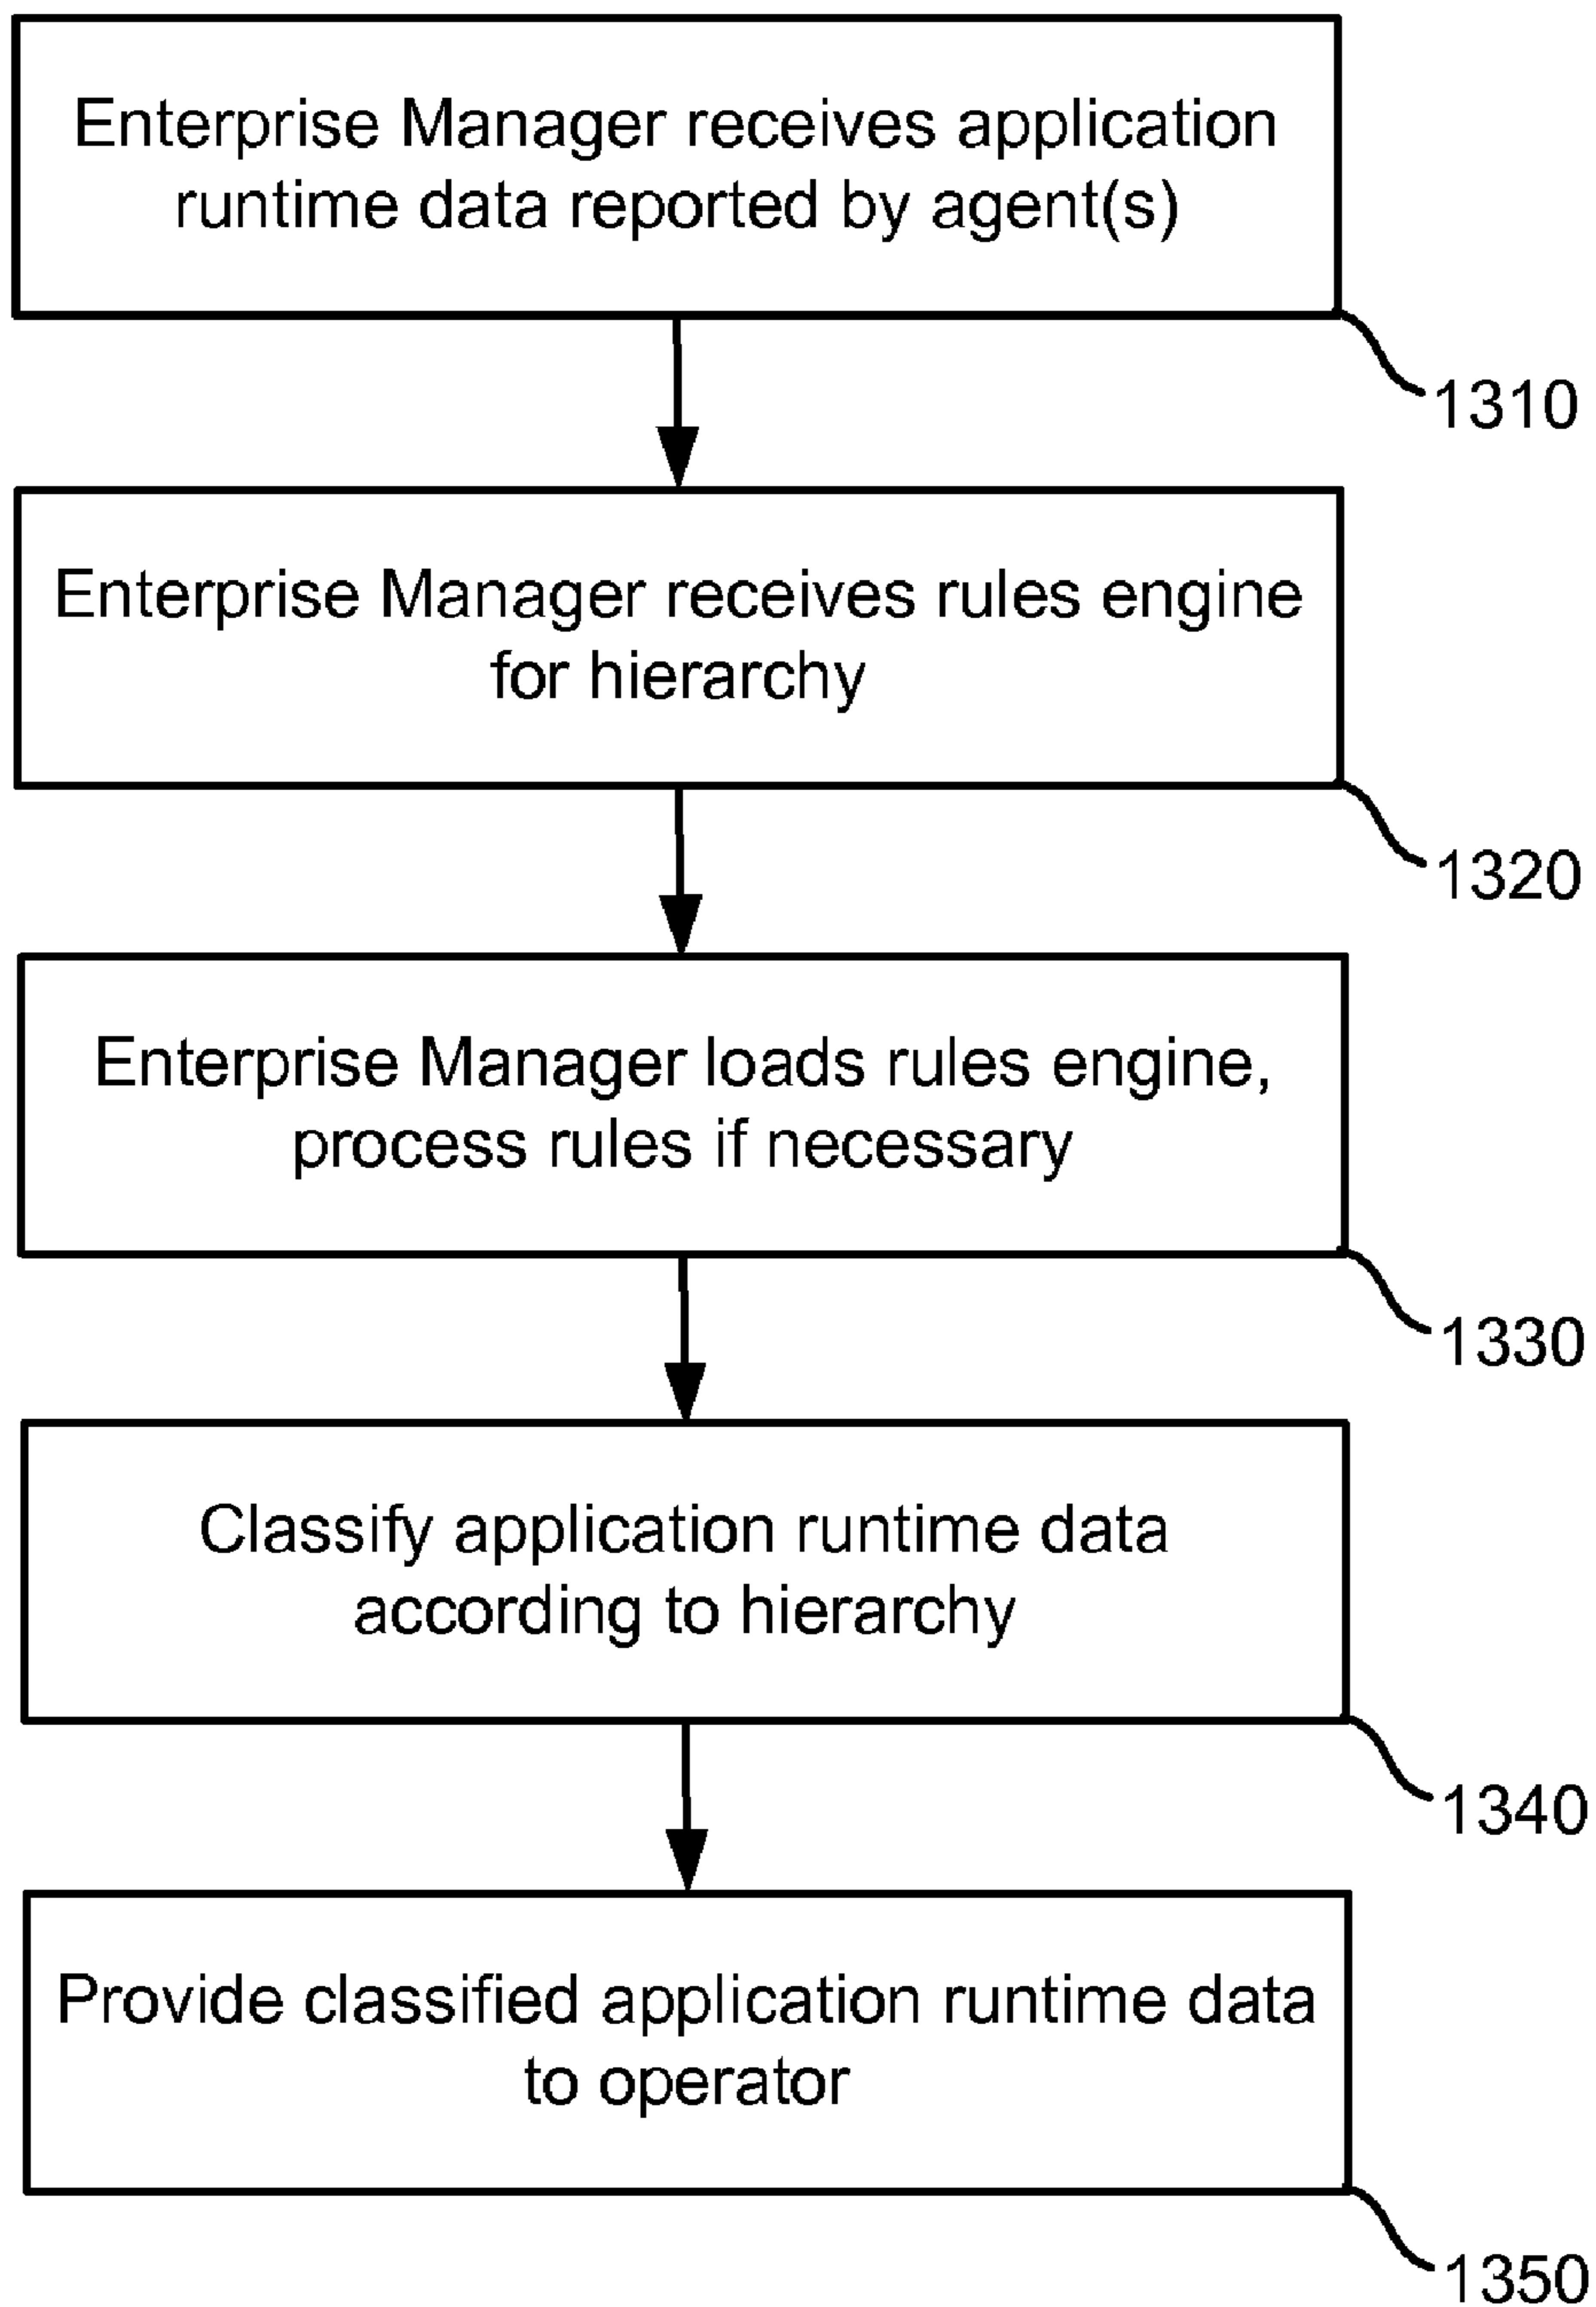 Enterprise Manager receives application
runtime data reported by agent(s)
1310
Enterprise Manager receives rules engine
for hierarchy
1320
Enterprise Manager loads rules engine,
process rules if necessary
1330
Classify application runtime data
according to hierarchy
1340
Provide classified application runtime data
to operator
1350